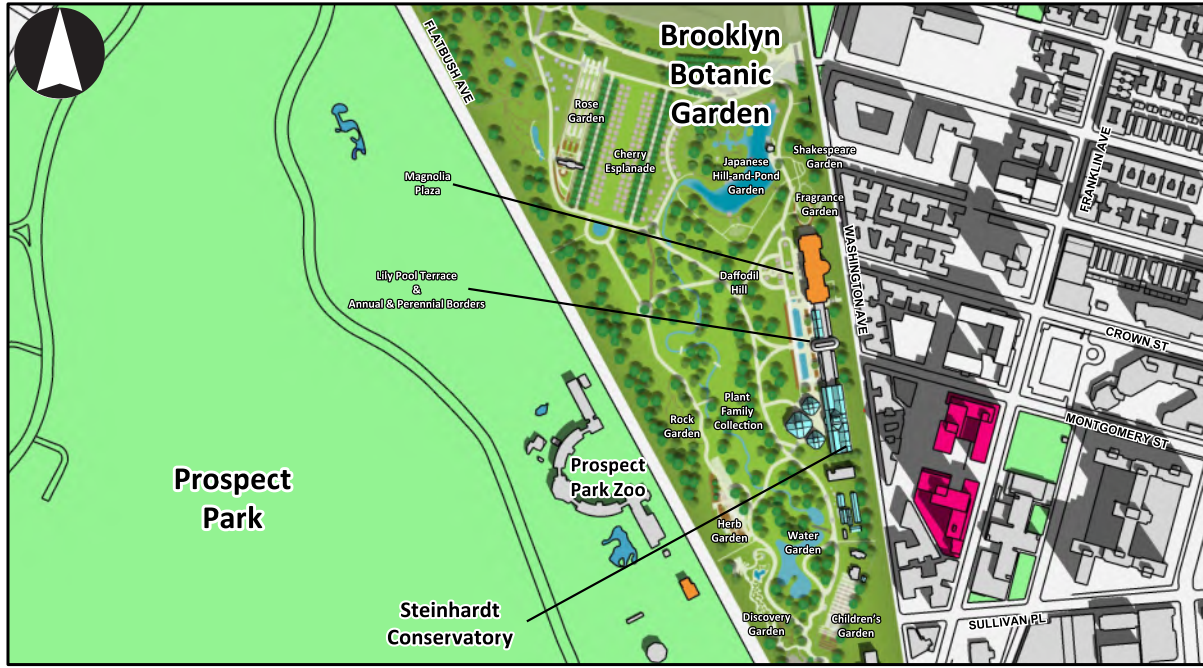 FLATBUSH AVE
Brooklyn
Botanic
Garden
Rose
Garden
Cherry
Esplanade
Japanese
Hill-and-Pond
Garden
Shakespeare
Garden
FRANKLIN AVE
Magnolia
Plaza
Fragrance
Garden
WASHINGTON AVE
Lily Pool Terrace
&
Annual & Perennial Borders
Daffodil
Hill
CROWN ST
Plant
Family
Collection
Rock
Garden
MONTGOMERY ST
Prospect
Park
Prospect
Park Zoo
Herb
Garden
Water
Garden
Steinhardt
Conservatory
Discovery
Garden
Children's
Garden
SULLIVAN PL